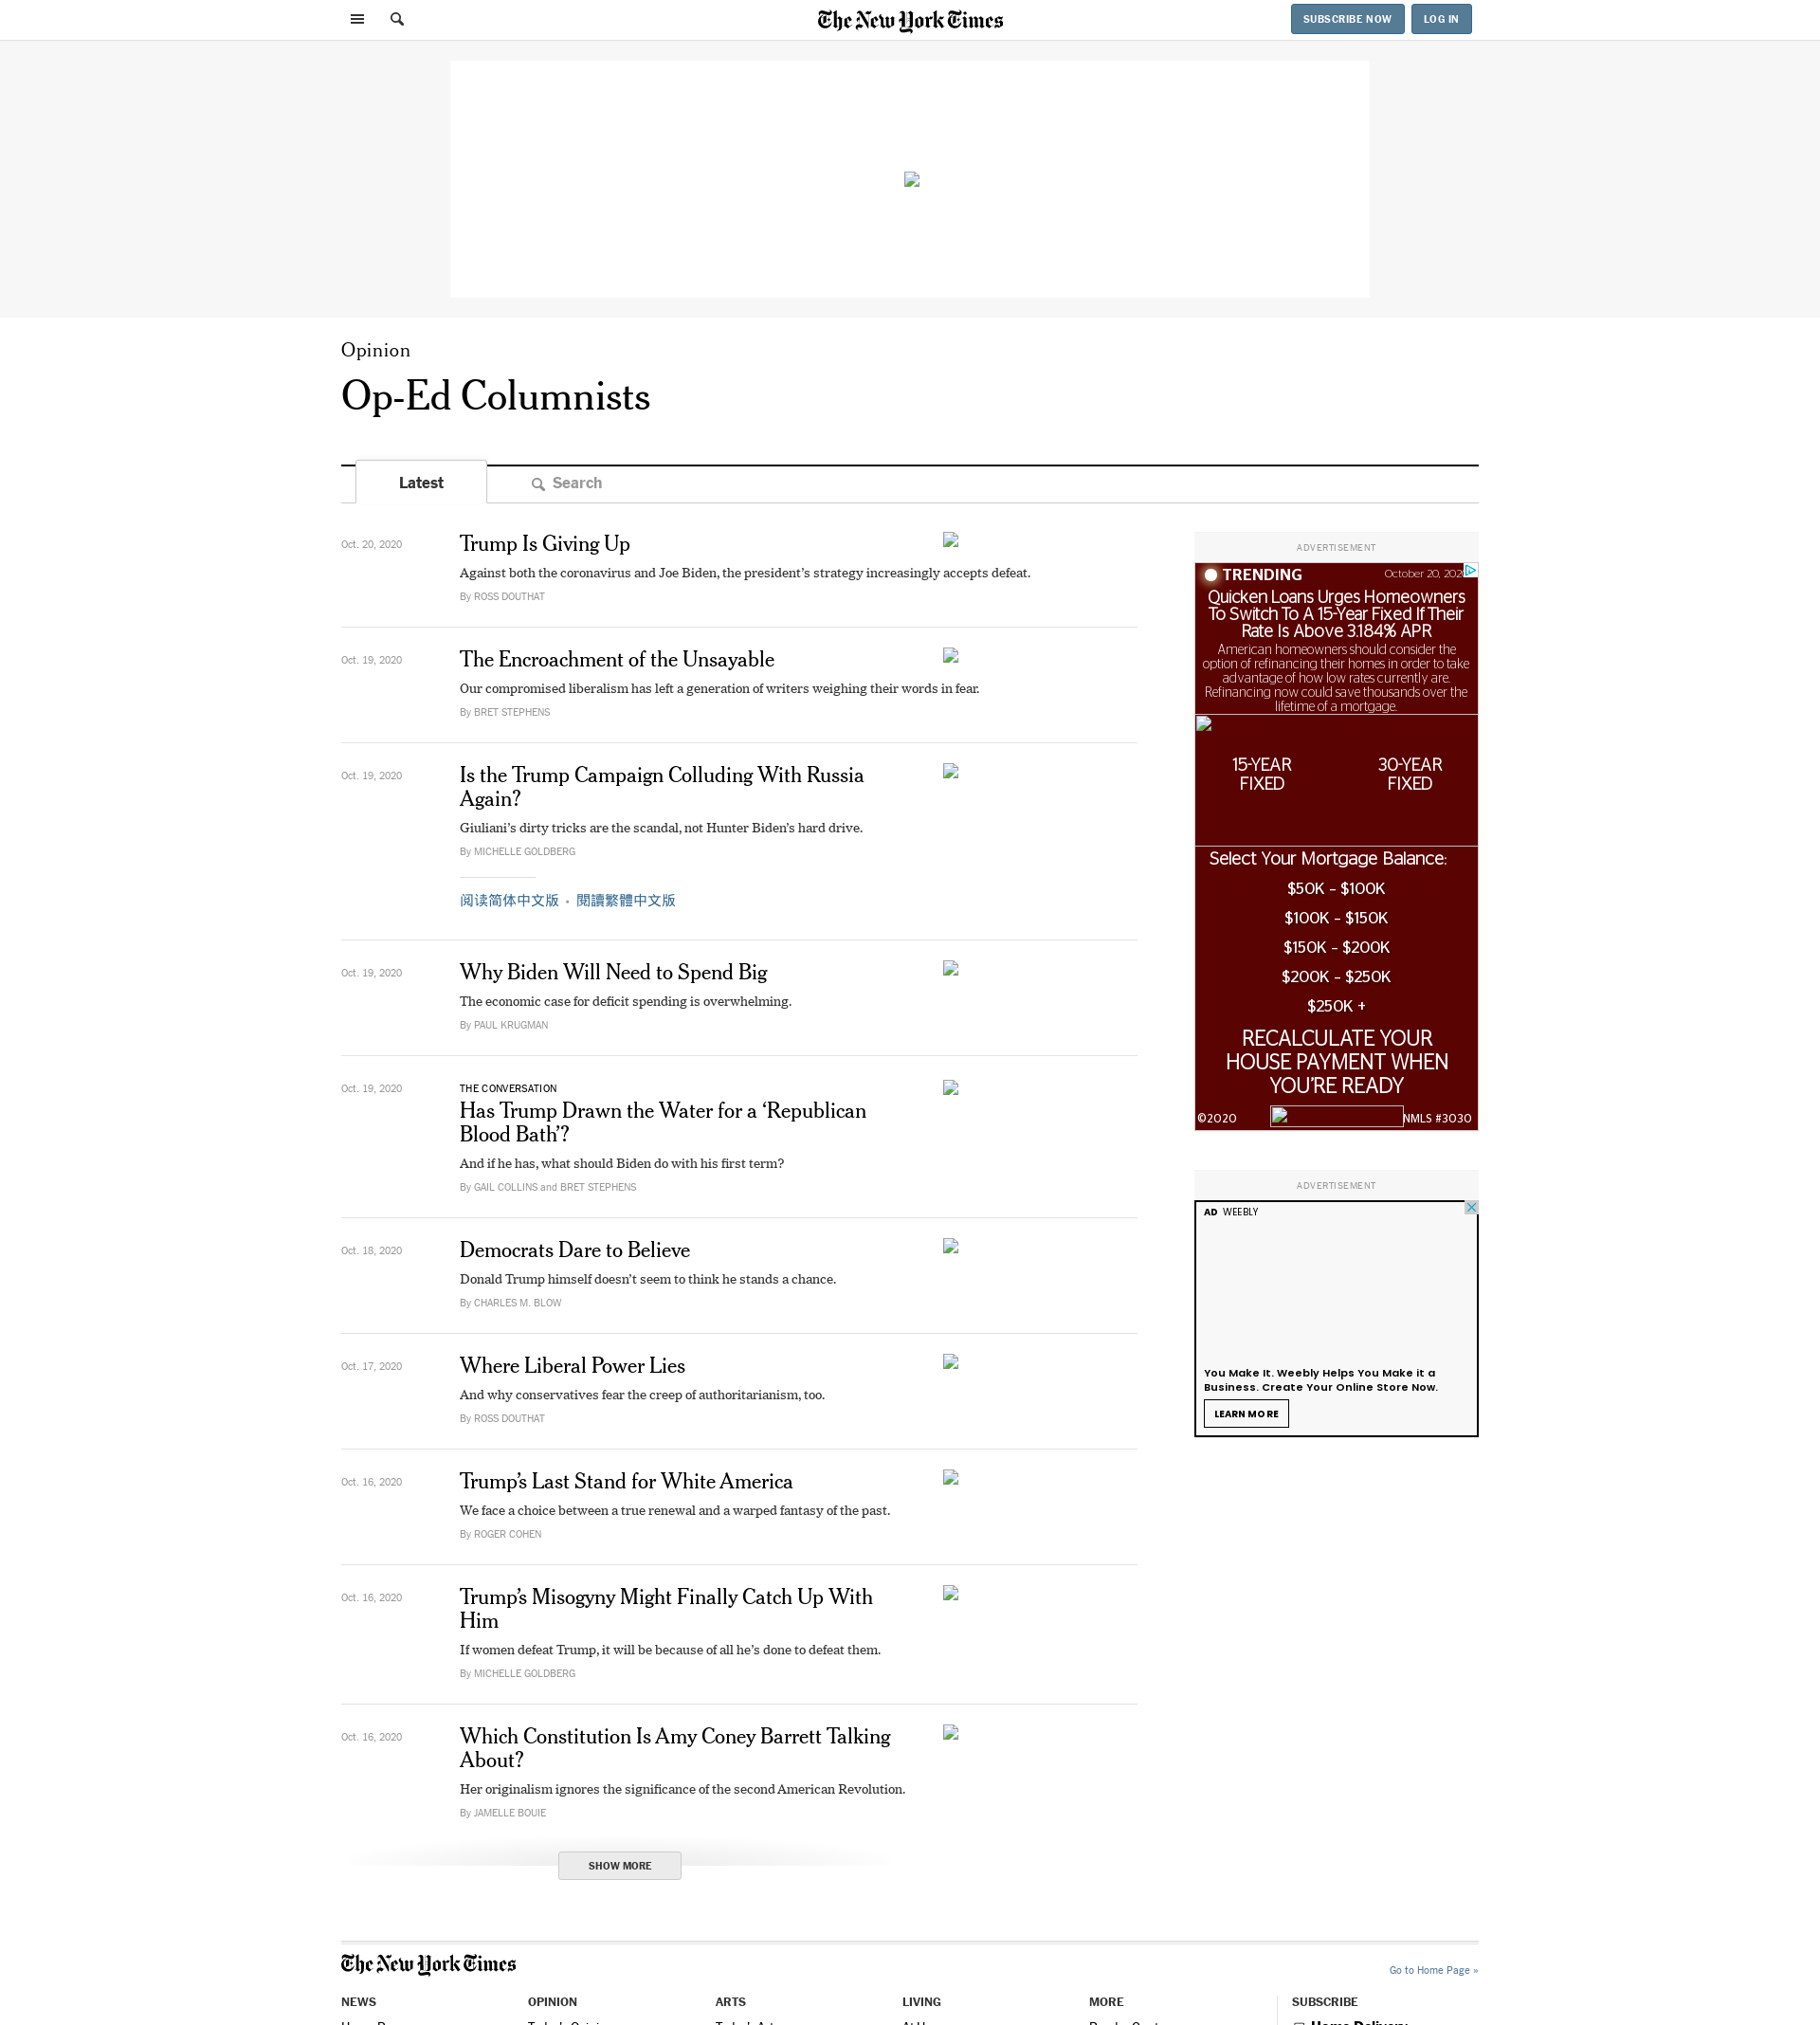 The New York Times
SUBSCRIBE NOW
LOG IN
Opinion
Op-Ed Columnists
Latest
Search
Oct. 20, 2020
Trump Is Giving Up
Against both the coronavirus and Joe Biden, the president’s strategy increasingly accepts defeat.
By ROSS DOUTHAT
Oct. 19, 2020
The Encroachment of the Unsayable
Our compromised liberalism has left a generation of writers weighing their words in fear.
By BRET STEPHENS
Oct. 19, 2020
Is the Trump Campaign Colluding With Russia
Again?
Giuliani’s dirty tricks are the scandal, not Hunter Biden’s hard drive.
By MICHELLE GOLDBERG
阅读简体中文版 • 閱讀繁體中文版
Oct. 19, 2020
Why Biden Will Need to Spend Big
The economic case for deficit spending is overwhelming.
By PAUL KRUGMAN
Oct. 19, 2020
THE CONVERSATION
Has Trump Drawn the Water for a ‘Republican
Blood Bath’?
And if he has, what should Biden do with his first term?
By GAIL COLLINS and BRET STEPHENS
Oct. 18, 2020
Democrats Dare to Believe
Donald Trump himself doesn’t seem to think he stands a chance.
By CHARLES M. BLOW
Oct. 17, 2020
Where Liberal Power Lies
And why conservatives fear the creep of authoritarianism, too.
By ROSS DOUTHAT
Oct. 16, 2020
Trump’s Last Stand for White America
We face a choice between a true renewal and a warped fantasy of the past.
By ROGER COHEN
Oct. 16, 2020
Trump’s Misogyny Might Finally Catch Up With
Him
If women defeat Trump, it will be because of all he’s done to defeat them.
By MICHELLE GOLDBERG
Oct. 16, 2020
Which Constitution Is Amy Coney Barrett Talking
About?
Her originalism ignores the significance of the second American Revolution.
By JAMELLE BOUIE
SHOW MORE
ADVERTISEMENT
TRENDING
October 20, 2020
Quicken Loans Urges Homeowners
To Switch To A 15-Year Fixed If Their
Rate Is Above 3.184% APR
American homeowners should consider the
option of refinancing their homes in order to take
advantage of how low rates currently are.
Refinancing now could save thousands over the
lifetime of a mortgage.
15-YEAR
FIXED
30-YEAR
FIXED
Select Your Mortgage Balance:
$50K - $100K
$100K - $150K
$150K - $200K
$200K - $250K
$250K +
RECALCULATE YOUR
HOUSE PAYMENT WHEN
YOU’RE READY
©2020
NMLS #3030
ADVERTISEMENT
AD WEEBLY
You Make It. Weebly Helps You Make it a
Business. Create Your Online Store Now.
LEARN MORE
The New York Times
Go to Home Page »
NEWS
OPINION
ARTS
LIVING
MORE
SUBSCRIBE
Home Delivery